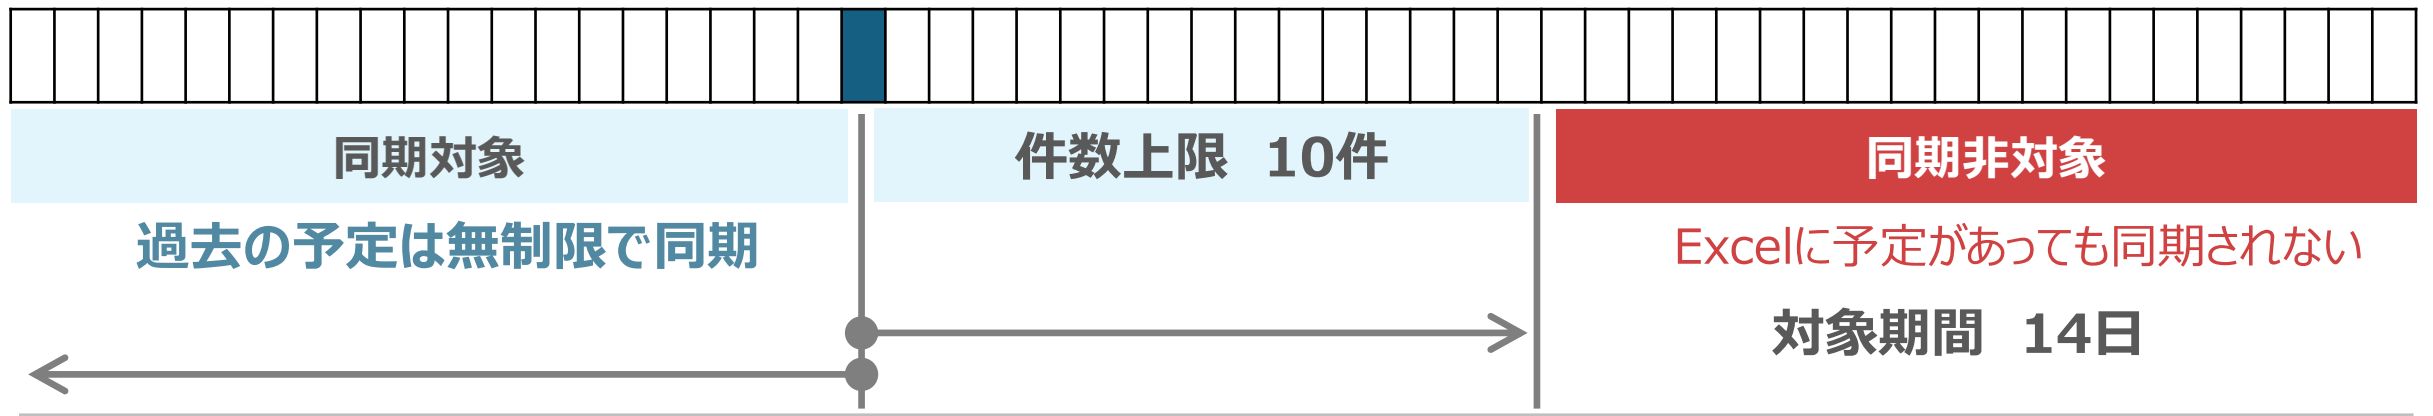 同期対象
件数上限 10件
同期非対象
過去の予定は無制限で同期
Excelに予定があっても同期されない
対象期間 14日